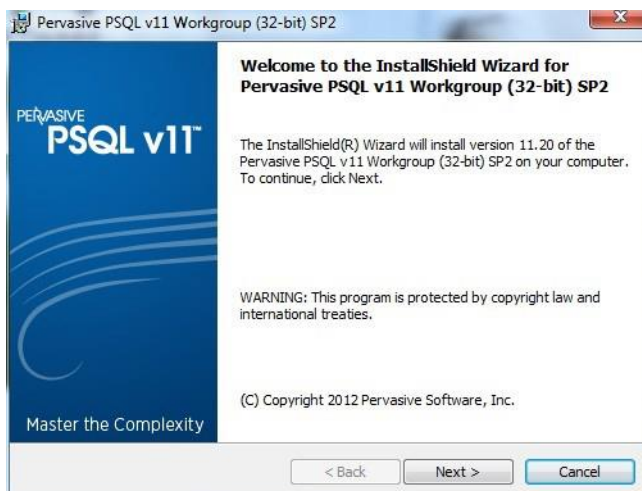 Pervasive PSQL v11 Workgroup (32-bit) SP2
PERVASIVE
PSQL v11™
Master the Complexity
Welcome to the InstallShield Wizard for
Pervasive PSQL v11 Workgroup (32-bit) SP2
The InstallShield(R) Wizard will install version 11.20 of the
Pervasive PSQL v11 Workgroup (32-bit) SP2 on your computer.
To continue, click Next.
WARNING: This program is protected by copyright law and
international treaties.
(C) Copyright 2012 Pervasive Software, Inc.
< Back
Next >
Cancel